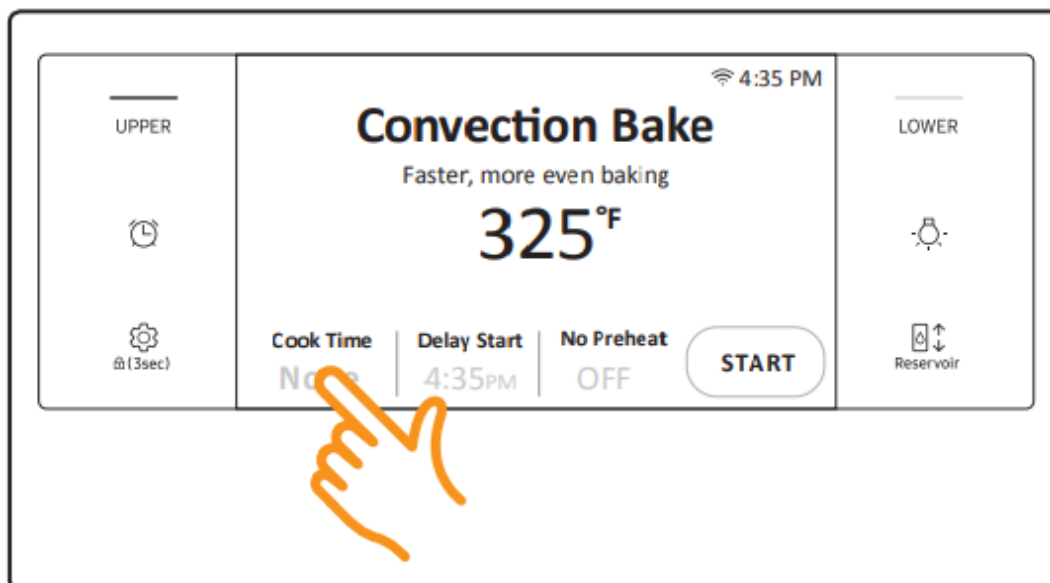 4:35 PM
UPPER
Convection Bake
LOWER
Faster, more even baking
325°F
Cook Time
Delay Start
No Preheat
4:35PM
OFF
START
(3sec)
Reservoir